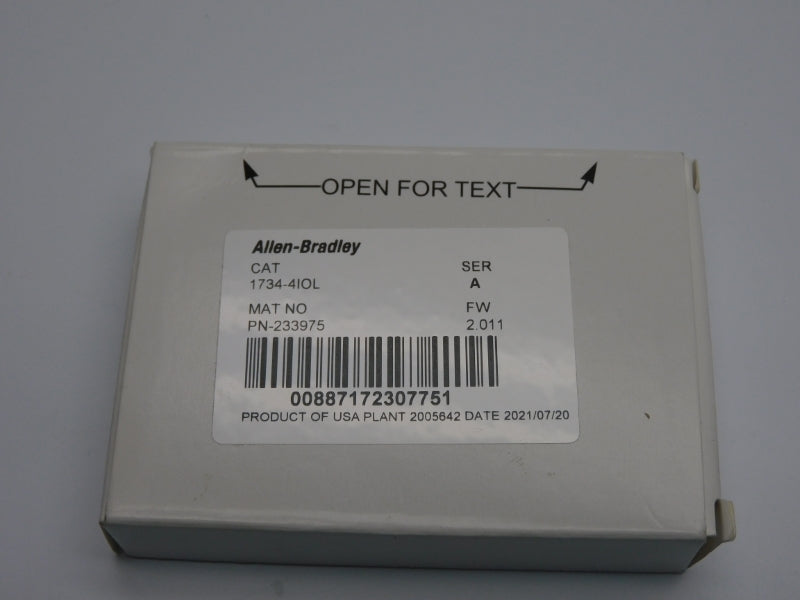 OPEN FOR TEXT
Allen-Bradley
CAT SER
1734-4IOL A
MAT NO FW
PN-233975 2.011
00887172307751
PRODUCT OF USA PLANT 2005642 DATE 2021/07/20